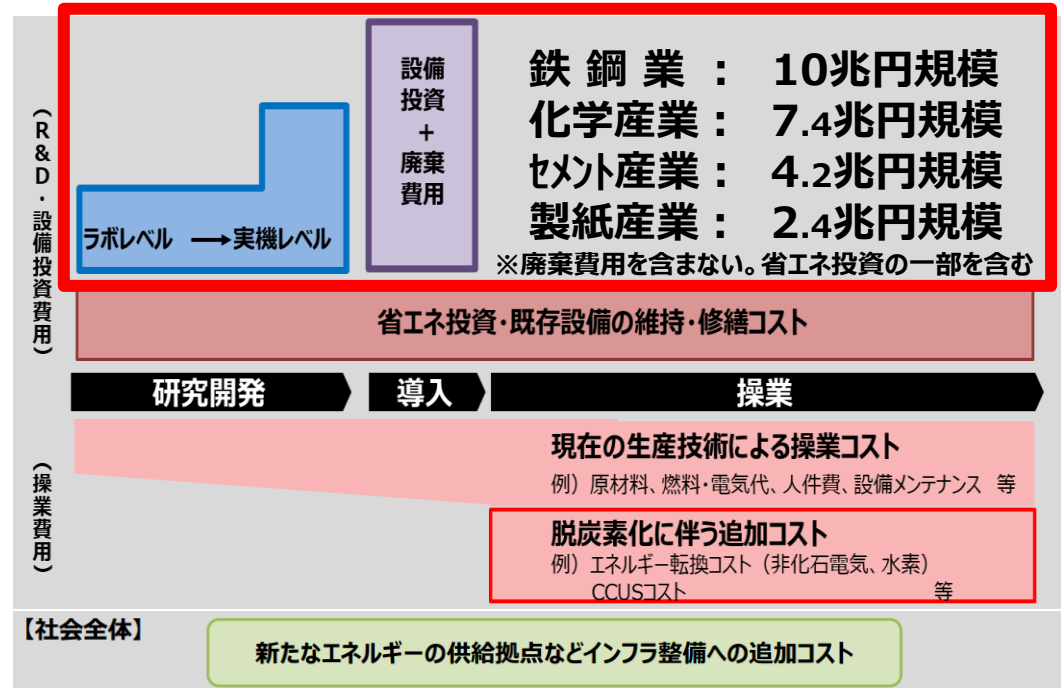 (R&D・設備投資費用)
設備
投資
+
廃棄
費用
ラボレベル →実機レベル
鉄鋼業： 10兆円規模
化学産業： 7.4兆円規模
セメント産業： 4.2兆円規模
製紙産業： 2.4兆円規模
※廃棄費用を含まない。省エネ投資の一部を含む
省エネ投資・既存設備の維持・修繕コスト
研究開発 導入 操業
(操業費用)
現在の生産技術による操業コスト
例）原材料、燃料・電気代、人件費、設備メンテナンス 等
脱炭素化に伴う追加コスト
例）エネルギー転換コスト（非化石電気、水素）
CCUSコスト 等
【社会全体】
新たなエネルギーの供給拠点などインフラ整備への追加コスト